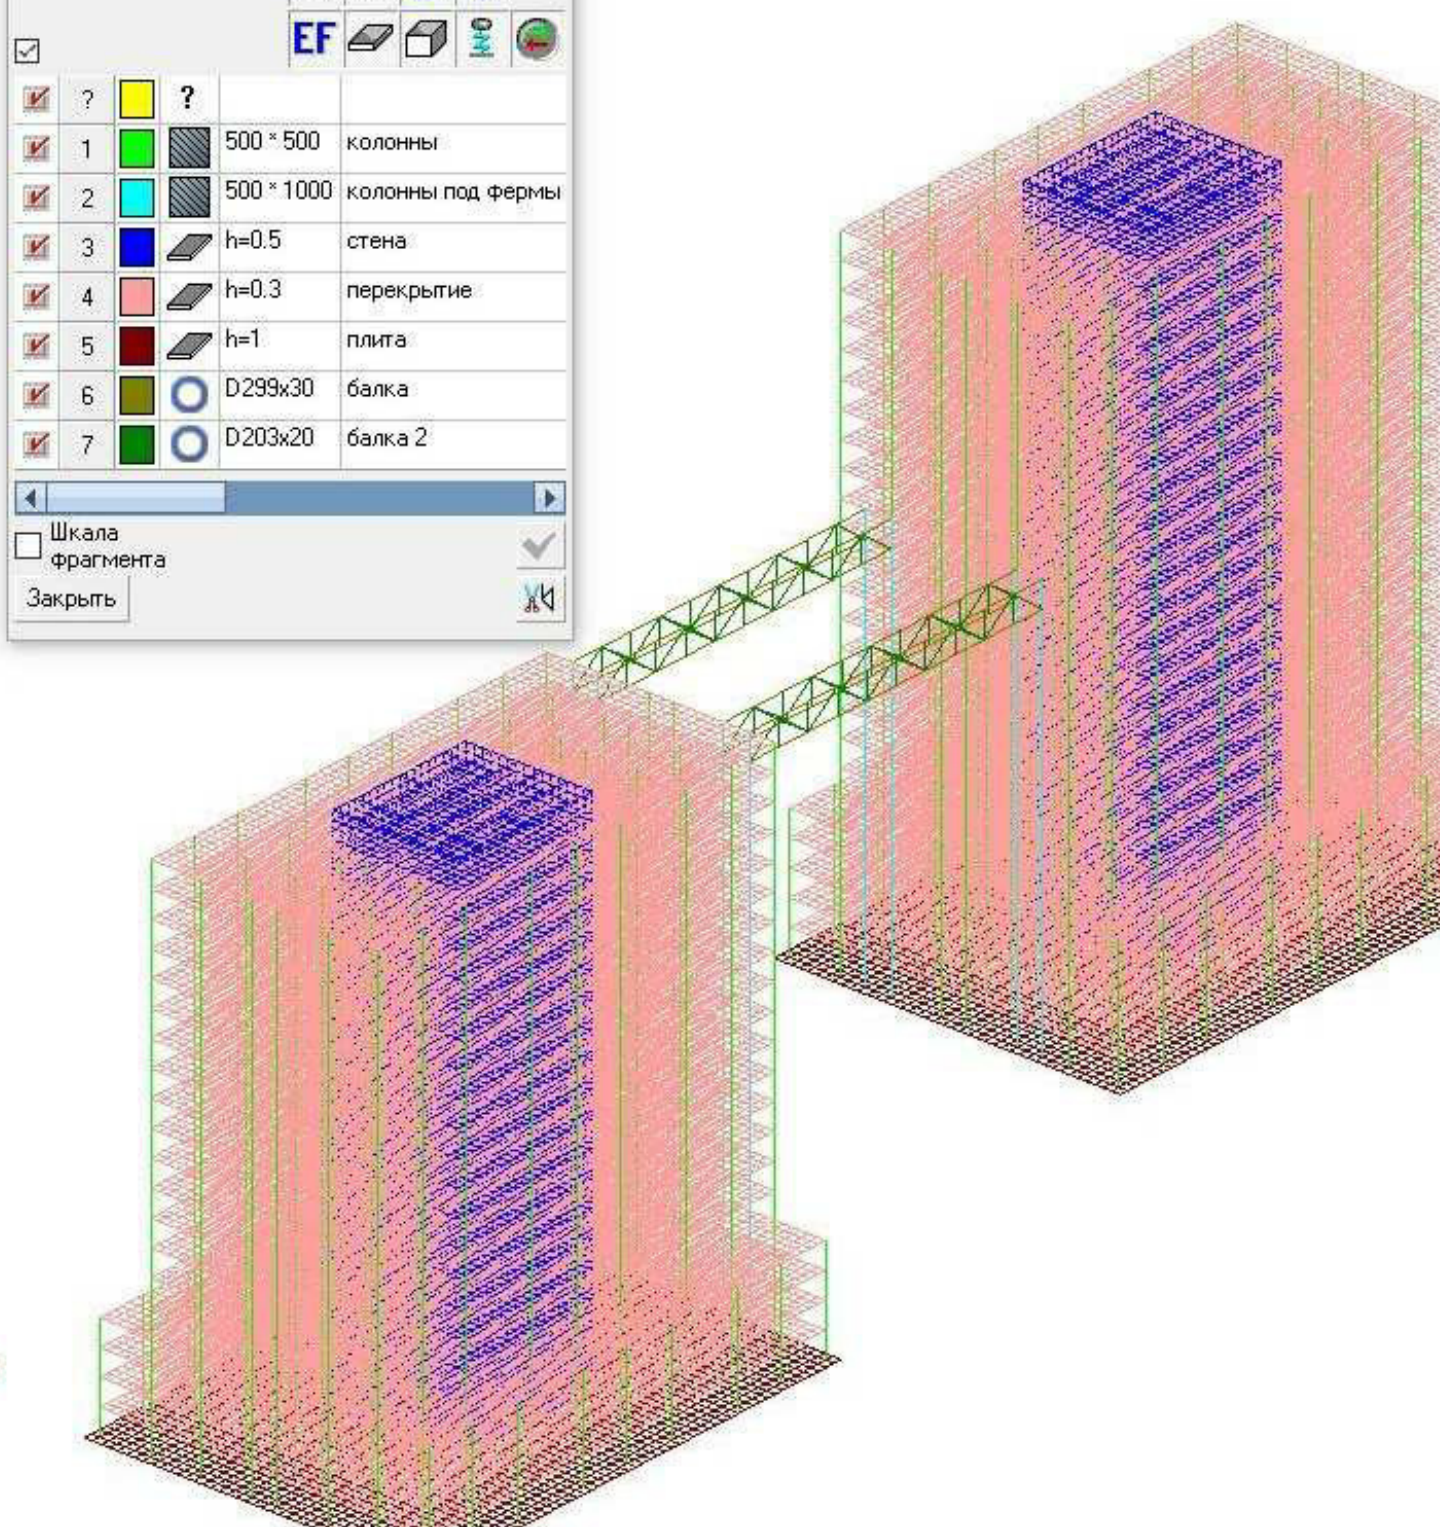 EF
? ?
1 500 * 500 колонны
2 500 * 1000 колонны под фермы
3 h=0.5 стена
4 h=0.3 перекрытие
5 h=1 плита
6 D299x30 балка
7 D203x20 балка 2
Шкала
фрагмента
Закрыть